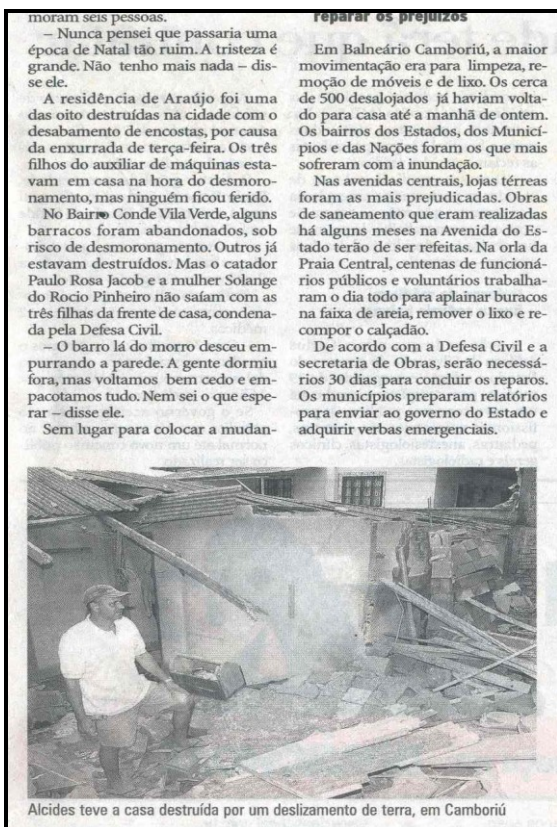 moram seis pessoas.
– Nunca pensei que passaria uma
época de Natal tão ruim. A tristeza é
grande. Não tenho mais nada – dis-
se ele.
A residência de Araújo foi uma
das oito destruídas na cidade com o
desabamento de encostas, por causa
da enxurrada de terça-feira. Os três
filhos do auxiliar de máquinas esta-
vam em casa na hora do desmoro-
namento, mas ninguém ficou ferido.
No Bairro Conde Vila Verde, alguns
barracos foram abandonados, sob
risco de desmoronamento. Outros já
estavam destruídos. Mas o catador
Paulo Rosa Jacob e a mulher Solange
do Rocio Pinheiro não saíam com as
três filhas da frente de casa, condena-
da pela Defesa Civil.
– O barro lá do morro desceu em-
purrando a parede. A gente dormiu
fora, mas voltamos bem cedo e em-
pacotamos tudo. Nem sei o que espe-
rar – disse ele.
Sem lugar para colocar a mudan-
reparar os prejuízos
Em Balneário Camboriú, a maior
movimentação era para limpeza, re-
moção de móveis e de lixo. Os cerca
de 500 desalojados já haviam volta-
do para casa até a manhã de ontem.
Os bairros dos Estados, dos Municí-
pios e das Nações foram os que mais
sofreram com a inundação.
Nas avenidas centrais, lojas térreas
foram as mais prejudicadas. Obras
de saneamento que eram realizadas
há alguns meses na Avenida do Es-
tado terão de ser refeitas. Na orla da
Praia Central, centenas de funcioná-
rios públicos e voluntários trabalha-
ram o dia todo para aplainar buracos
na faixa de areia, remover o lixo e re-
compor o calçadão.
De acordo com a Defesa Civil e a
secretaria de Obras, serão necessá-
rios 30 dias para concluir os reparos.
Os municípios preparam relatórios
para enviar ao governo do Estado e
adquirir verbas emergenciais.
Alcides teve a casa destruída por um deslizamento de terra, em Camboriú